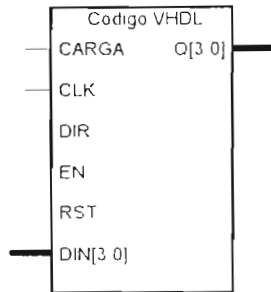 Codigo VHDL
CARGA Q[3 0]
CLK
DIR
EN
RST
DIN[3 0]